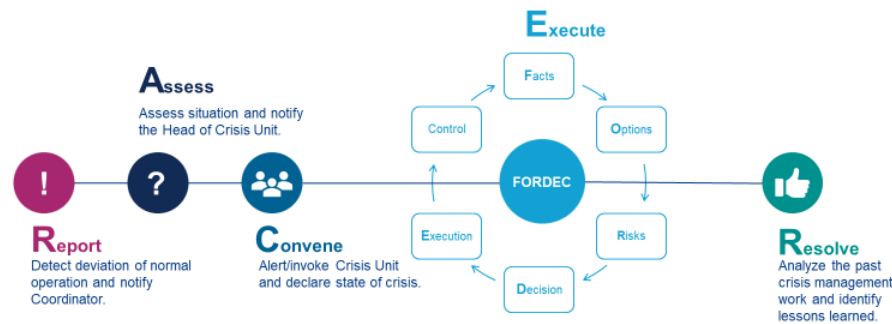 Execute
Assess
Assess situation and notify
the Head of Crisis Unit.
Facts
Control
Options
!
?
FORDEC
Report
Detect deviation of normal
operation and notify
Coordinator.
Convene
Alert/invoke Crisis Unit
and declare state of crisis.
Execution
Risks
Decision
Resolve
Analyze the past
crisis management
work and identify
lessons learned.